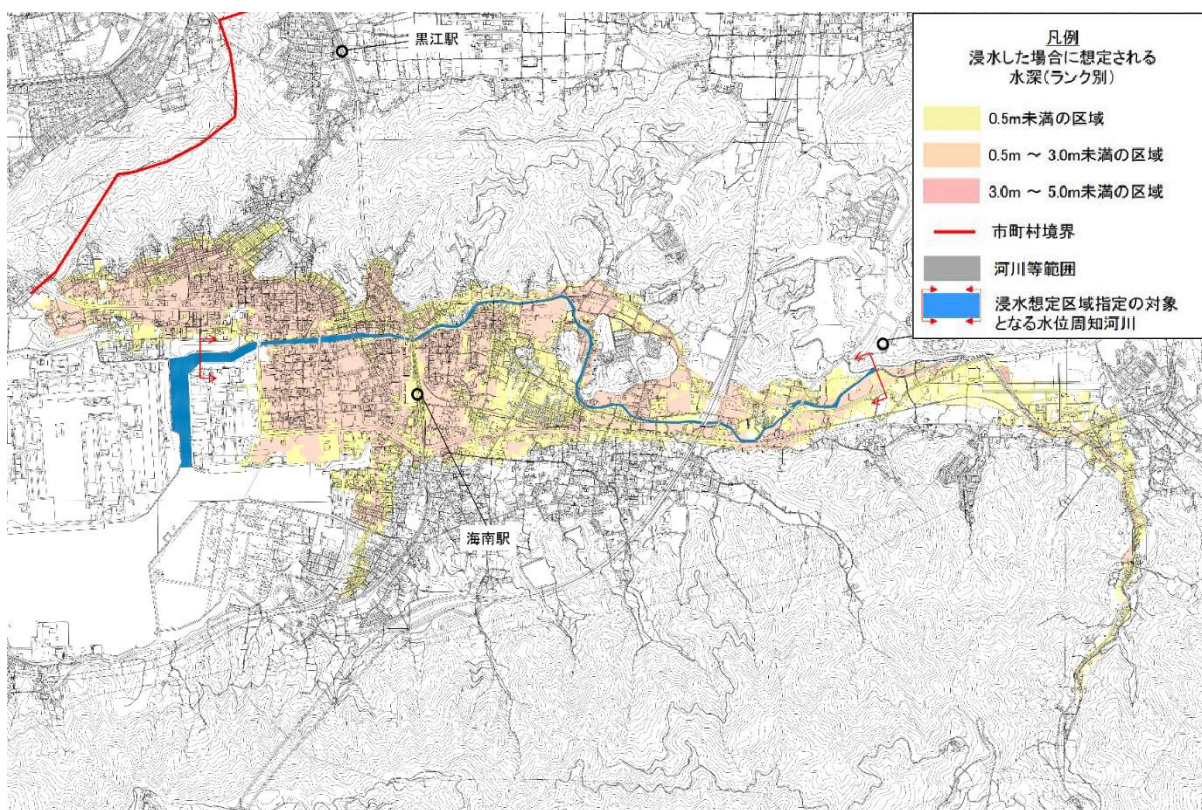 黒江駅
凡例
浸水した場合に想定される
水深(ランク別)
0.5m未満の区域
0.5m ～ 3.0m未満の区域
3.0m ～ 5.0m未満の区域
市町村境界
河川等範囲
浸水想定区域指定の対象
となる水位周知河川
海南駅